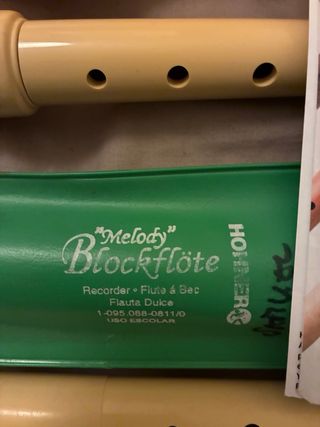 "Melody"
Blockflöte
Recorder • Flute á Bec
Flauta Dulce
1-095.088-0811/0
USO ESCOLAR
HOHNER